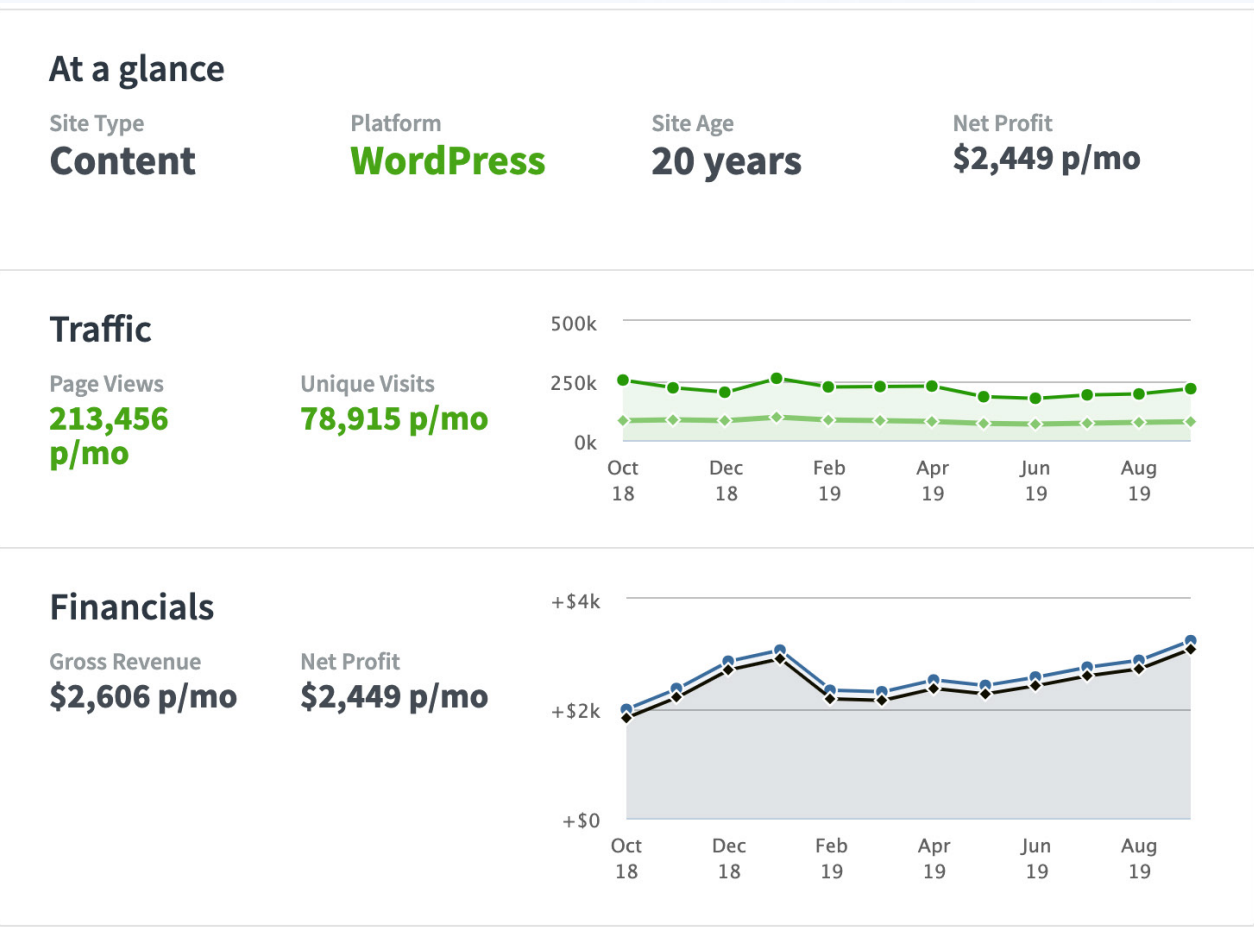 At a glance
Site Type Platform Site Age Net Profit
Content WordPress 20 years $2,449 p/mo
Traffic
Page Views Unique Visits
213,456 78,915 p/mo
p/mo
500k
250k
0k
Oct Dec Feb Apr Jun Aug
18 18 19 19 19 19
Financials
Gross Revenue Net Profit
$2,606 p/mo $2,449 p/mo
+$4k
+$2k
+$0
Oct Dec Feb Apr Jun Aug
18 18 19 19 19 19